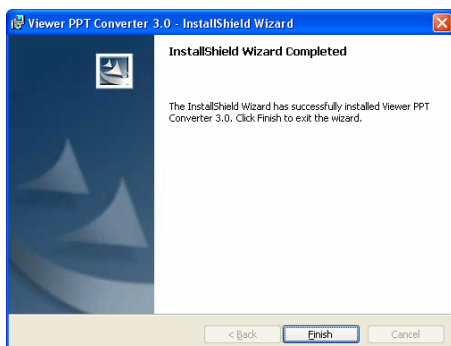 Viewer PPT Converter 3.0 - InstallShield Wizard
InstallShield Wizard Completed
The InstallShield Wizard has successfully installed Viewer PPT
Converter 3.0. Click Finish to exit the wizard.
< Back Finish Cancel